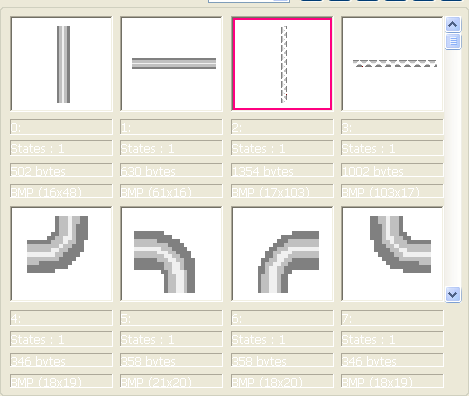 0:
1:
2:
3:
States : 1
States : 1
States : 1
States : 1
502 bytes
630 bytes
1354 bytes
1002 bytes
BMP (16x48)
BMP (61x16)
BMP (17x103)
BMP (103x17)
4:
5:
6:
7:
States : 1
States : 1
States : 1
States : 1
346 bytes
358 bytes
358 bytes
346 bytes
BMP (18x19)
BMP (21x20)
BMP (18x20)
BMP (18x19)